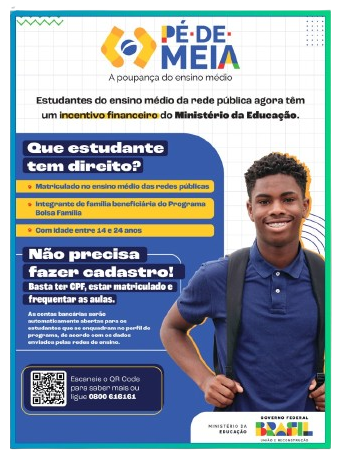 PÉ·DE·
MEIA
A poupança do ensino médio
Estudantes do ensino médio da rede pública agora têm
um incentivo financeiro do Ministério da Educação.
Que estudante
tem direito?
• Matriculado no ensino médio das redes públicas
• Integrante de família beneficiária do Programa
Bolsa Família
• Com idade entre 14 e 24 anos
Não precisa
fazer cadastro!
Basta ter CPF, estar matriculado e
frequentar as aulas.
As contas bancárias serão
automaticamente abertas para os
estudantes que se enquadram no perfil do
programa, de acordo com os dados
enviados pelas redes de ensino.
Escaneie o QR Code
para saber mais ou
ligue 0800 616161
MINISTÉRIO DA
EDUCAÇÃO
GOVERNO FEDERAL
BRASIL
UNIÃO E RECONSTRUÇÃO